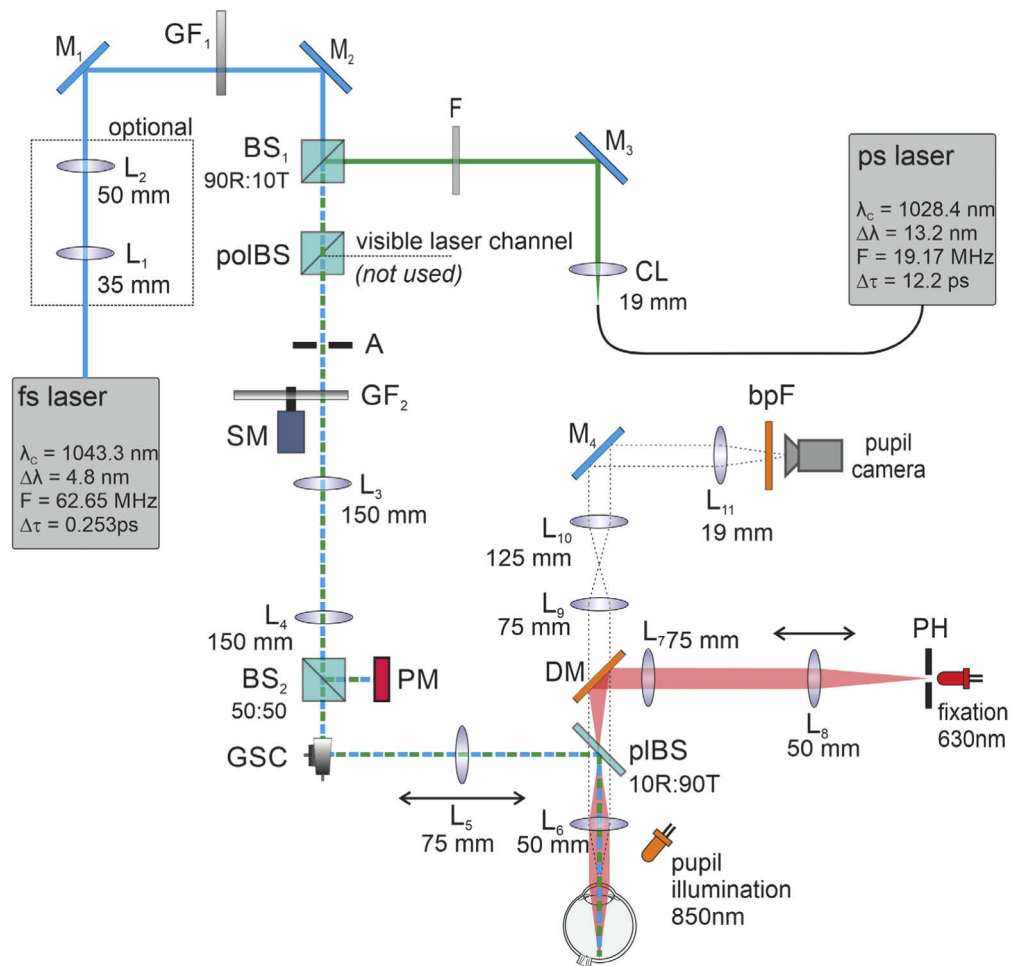 M₁
GF₁
M₂
optional
L₂
50 mm
L₁
35 mm
BS₁
90R:10T
F
M₃
ps laser
λc = 1028.4 nm
Δλ = 13.2 nm
F = 19.17 MHz
Δτ = 12.2 ps
polBS
visible laser channel
(not used)
CL
19 mm
A
GF₂
SM
fs laser
λc = 1043.3 nm
Δλ = 4.8 nm
F = 62.65 MHz
Δτ = 0.253ps
L₃
150 mm
M₄
bpF
pupil
camera
L₁₁
19 mm
L₁₀
125 mm
L₉
75 mm
L₄
150 mm
BS₂
50:50
PM
DM
L₇75 mm
L₈
50 mm
PH
fixation
630nm
GSC
plBS
10R:90T
L₅
75 mm
L₆
50 mm
pupil
illumination
850nm